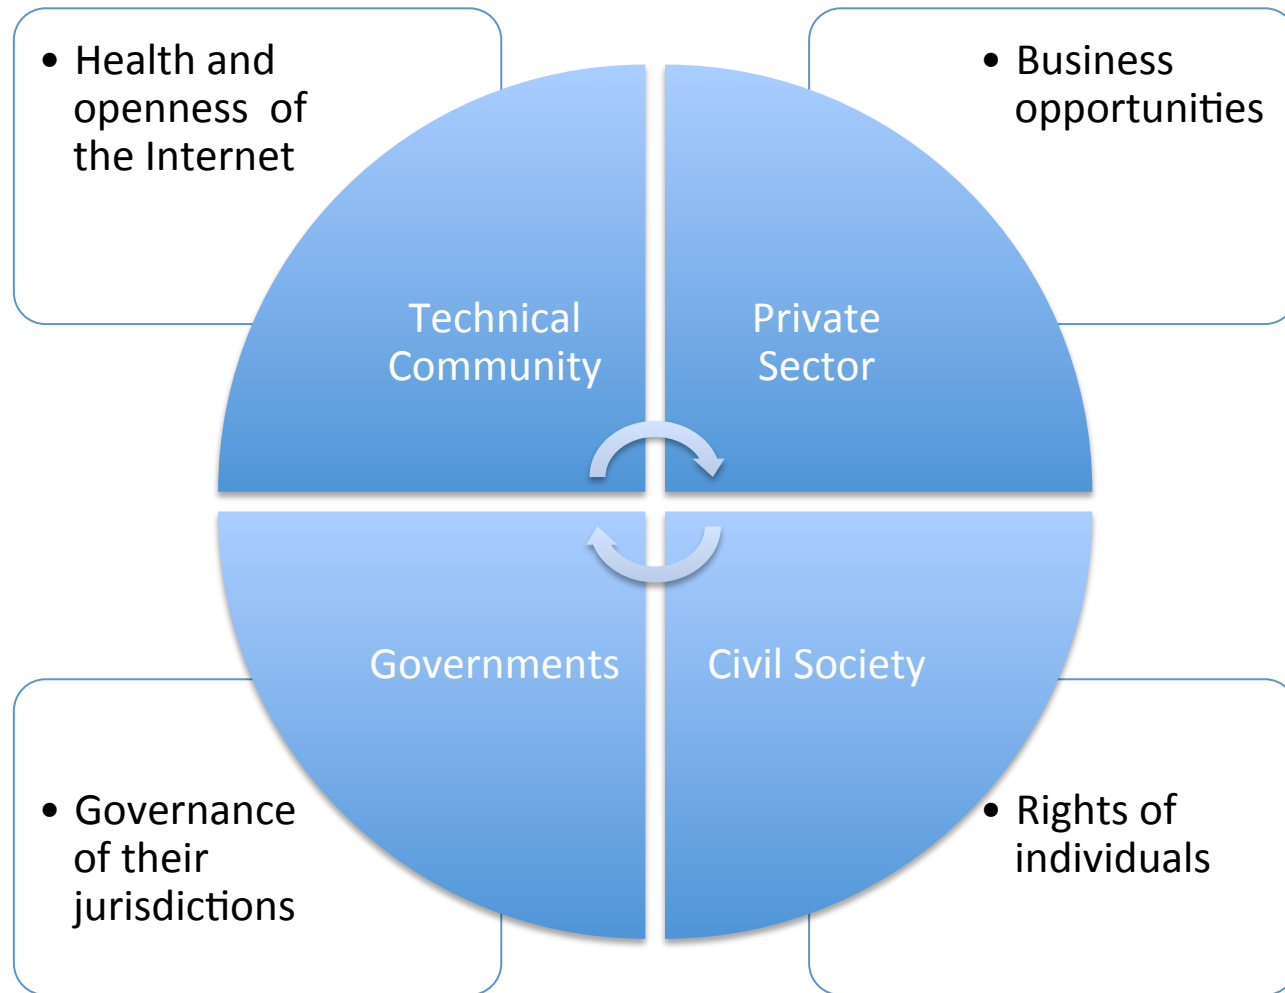 • Health and
openness of
the Internet
• Business
opportunities
Technical
Community
Private
Sector
Governments
Civil Society
• Governance
of their
jurisdictions
• Rights of
individuals